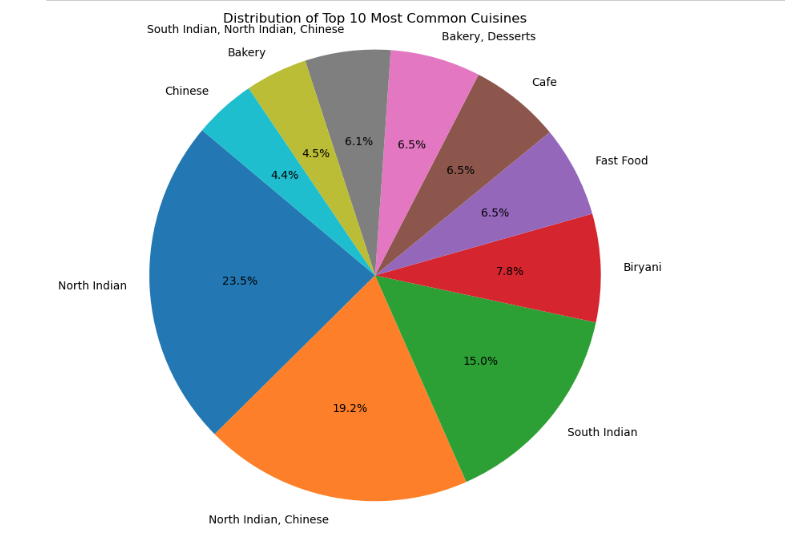 Distribution of Top 10 Most Common Cuisines
South Indian, North Indian, Chinese
Bakery, Desserts
Bakery
Cafe
Chinese
Fast Food
Biryani
North Indian
South Indian
North Indian, Chinese
6.1%
6.5%
4.5%
6.5%
4.4%
6.5%
7.8%
23.5%
15.0%
19.2%